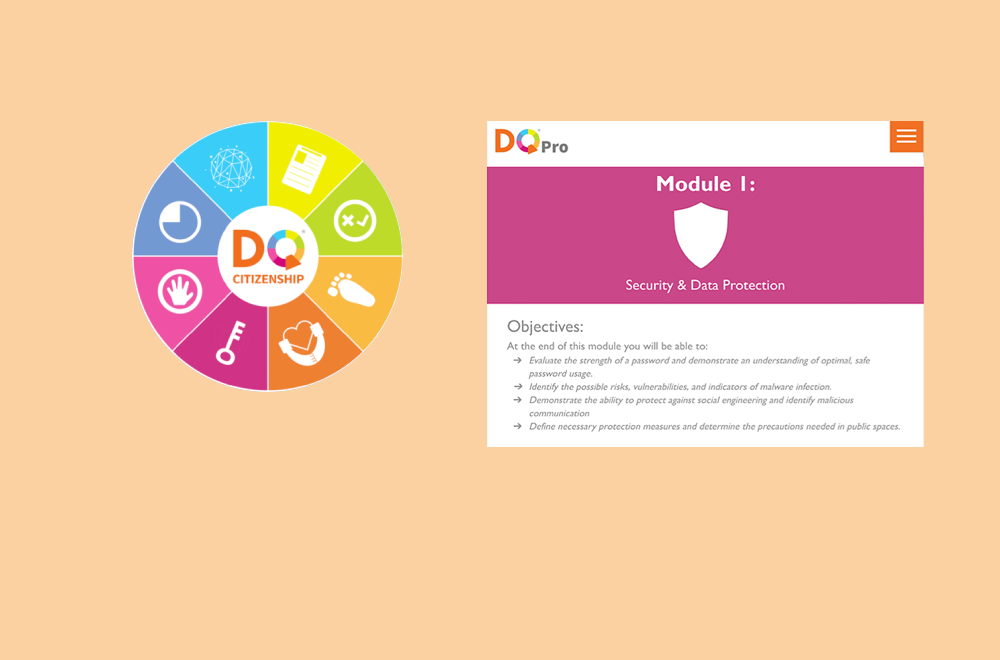 DQ
CITIZENSHIP
DQ Pro
Module 1:
Security & Data Protection
Objectives:
At the end of this module you will be able to:
➔ Evaluate the strength of a password and demonstrate an understanding of optimal, safe
password usage.
➔ Identify the possible risks, vulnerabilities, and indicators of malware infection.
➔ Demonstrate the ability to protect against social engineering and identify malicious
communication
➔ Define necessary protection measures and determine the precautions needed in public spaces.